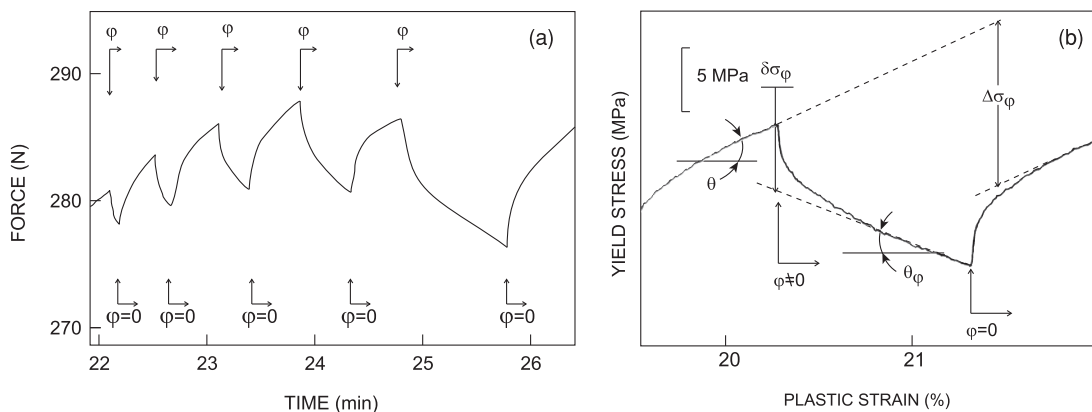 φ φ φ φ φ (a)
290
280
270
FORCE (N)
φ=0 φ=0 φ=0 φ=0 φ=0
22 23 24 25 26
TIME (min)
(b)
5 MPa
δσφ
Δσφ
θ
θφ
φ≠0
φ=0
YIELD STRESS (MPa)
20 21
PLASTIC STRAIN (%)